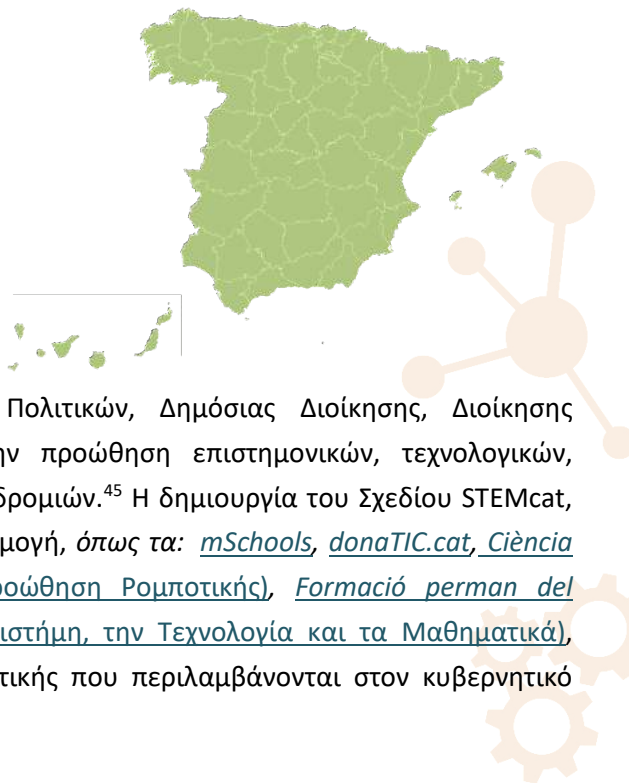 Πολιτικών, Δημόσιας Διοίκησης, Διοίκησης
ην προώθηση επιστημονικών, τεχνολογικών,
δρομιών.45 Η δημιουργία του Σχεδίου STEMcat,
μογή, όπως τα: mSchools, donaTIC.cat, Ciència
ροώθηση Ρομποτικής), Formació perman del
ιστήμη, την Τεχνολογία και τα Μαθηματικά),
τικής που περιλαμβάνονται στον κυβερνητικό